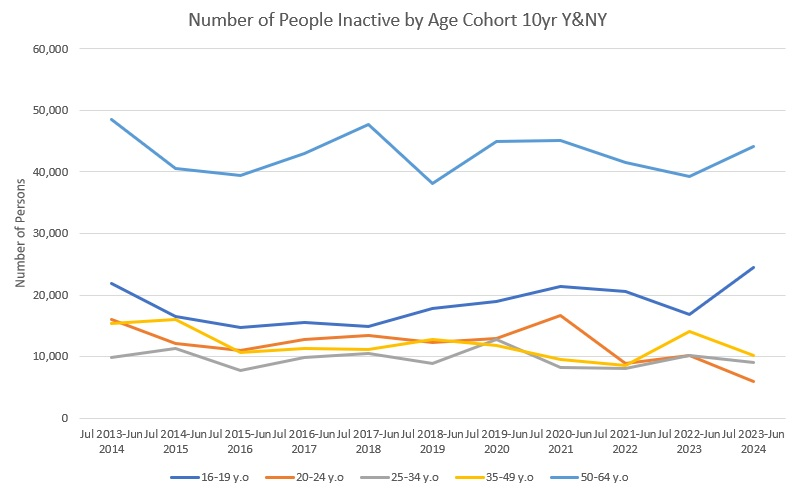 Number of People Inactive by Age Cohort 10yr Y&NY
60,000
50,000
40,000
30,000
20,000
10,000
0
Number of Persons
Jul 2013-Jun Jul 2014-Jun Jul 2015-Jun Jul 2016-Jun Jul 2017-Jun Jul 2018-Jun Jul 2019-Jun Jul 2020-Jun Jul 2021-Jun Jul 2022-Jun Jul 2023-Jun
2014 2015 2016 2017 2018 2019 2020 2021 2022 2023 2024
16-19 y.o 20-24 y.o 25-34 y.o 35-49 y.o 50-64 y.o